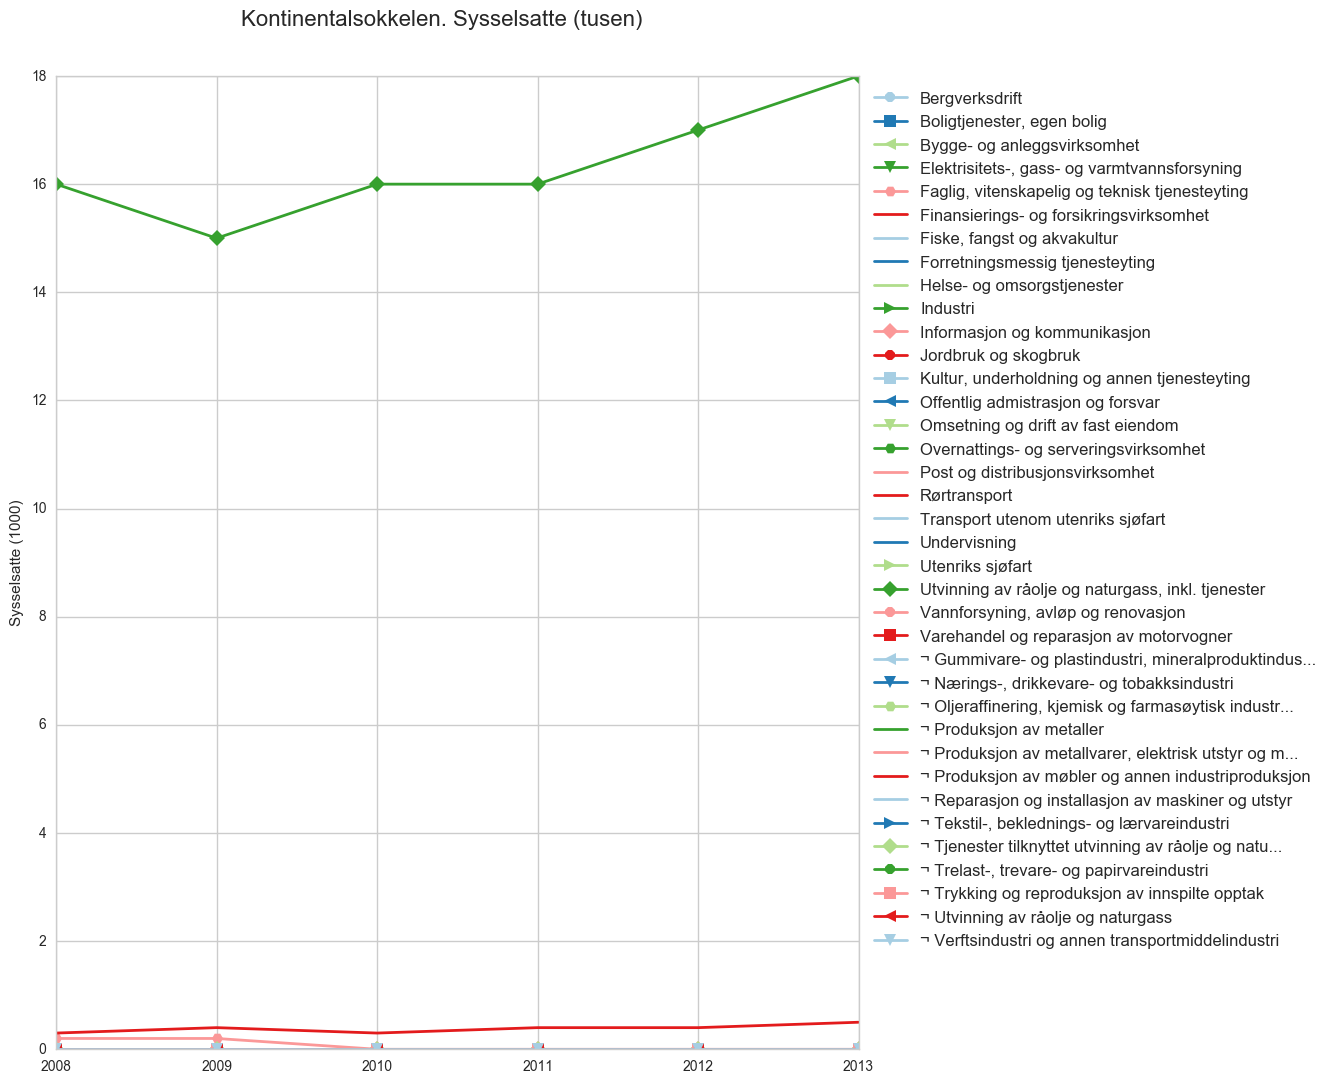 Kontinentalsokkelen. Sysselsatte (tusen)
18
16
14
12
10
8
6
4
2
0
Sysselsatte (1000)
2008 2009 2010 2011 2012 2013
Bergverksdrift
Boligtjenester, egen bolig
Bygge- og anleggsvirksomhet
Elektrisitets-, gass- og varmtvannsforsyning
Faglig, vitenskapelig og teknisk tjenesteyting
Finansierings- og forsikringsvirksomhet
Fiske, fangst og akvakultur
Forretningsmessig tjenesteyting
Helse- og omsorgstjenester
Industri
Informasjon og kommunikasjon
Jordbruk og skogbruk
Kultur, underholdning og annen tjenesteyting
Offentlig admistrasjon og forsvar
Omsetning og drift av fast eiendom
Overnattings- og serveringsvirksomhet
Post og distribusjonsvirksomhet
Rørtransport
Transport utenom utenriks sjøfart
Undervisning
Utenriks sjøfart
Utvinning av råolje og naturgass, inkl. tjenester
Vannforsyning, avløp og renovasjon
Varehandel og reparasjon av motorvogner
¬ Gummivare- og plastindustri, mineralproduktindus...
¬ Nærings-, drikkevare- og tobakksindustri
¬ Oljeraffinering, kjemisk og farmasøytisk industr...
¬ Produksjon av metaller
¬ Produksjon av metallvarer, elektrisk utstyr og m...
¬ Produksjon av møbler og annen industriproduksjon
¬ Reparasjon og installasjon av maskiner og utstyr
¬ Tekstil-, beklednings- og lærvareindustri
¬ Tjenester tilknyttet utvinning av råolje og natu...
¬ Trelast-, trevare- og papirvareindustri
¬ Trykking og reproduksjon av innspilte opptak
¬ Utvinning av råolje og naturgass
¬ Verftsindustri og annen transportmiddelindustri